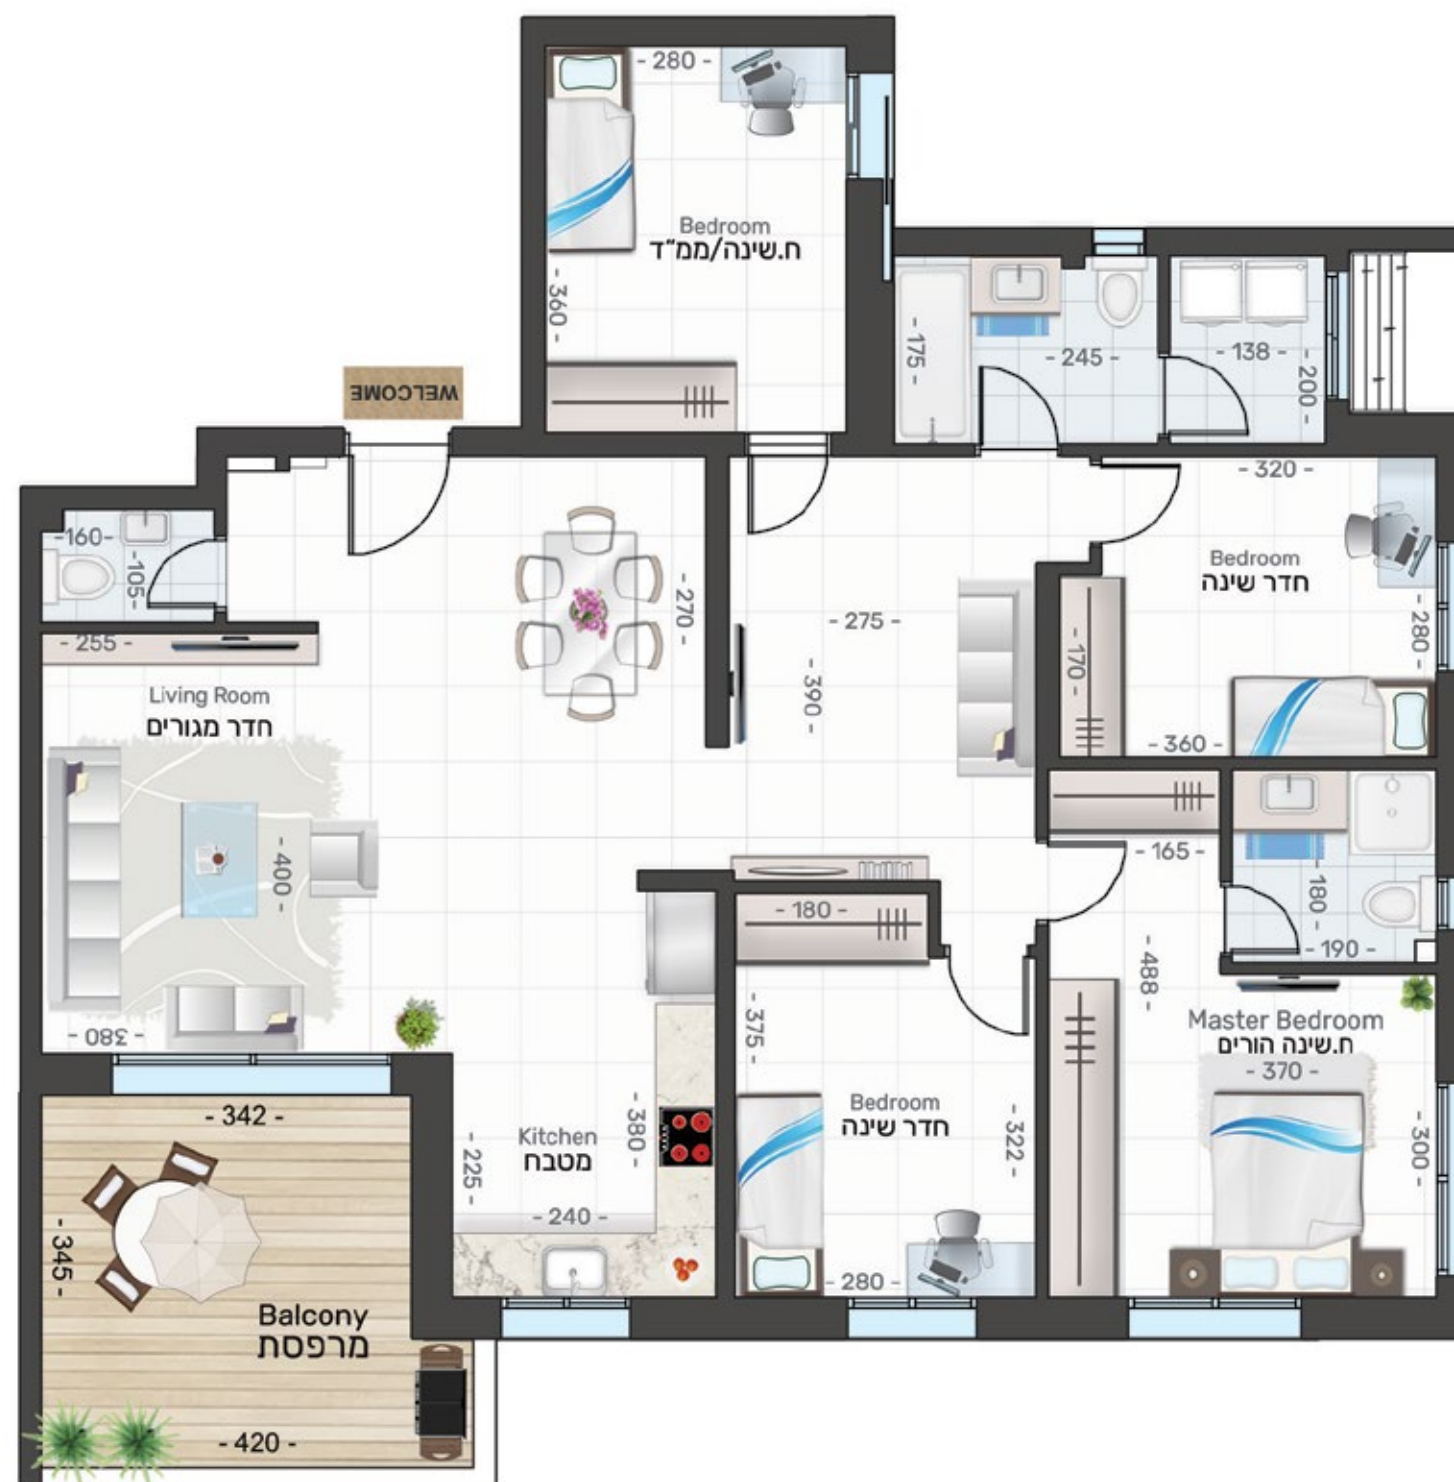 - 280 -
Bedroom
ח.שינה/ממ״ד
- 360 -
WELCOME
- 175 -
- 245 -
- 138 -
- 200 -
- 320 -
-160-
-105-
Bedroom
חדר שינה
- 280 -
- 170 -
- 360 -
- 270 -
- 275 -
- 390 -
- 255 -
Living Room
חדר מגורים
- 400 -
- 380 -
- 165 -
- 180 -
- 190 -
- 180 -
- 488 -
Master Bedroom
ח.שינה הורים
- 370 -
- 300 -
- 375 -
Bedroom
חדר שינה
- 322 -
- 280 -
Kitchen
מטבח
- 380 -
- 225 -
- 240 -
- 342 -
- 345 -
Balcony
מרפסת
- 420 -